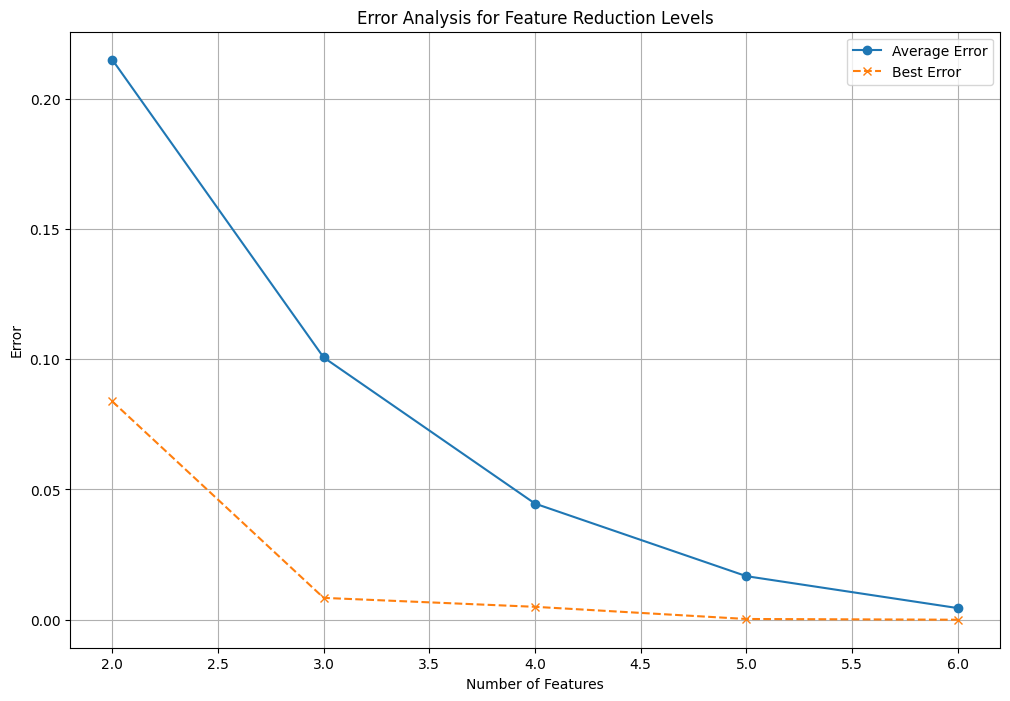 Error Analysis for Feature Reduction Levels
Average Error
Best Error
Error
0.20
0.15
0.10
0.05
0.00
2.0 2.5 3.0 3.5 4.0 4.5 5.0 5.5 6.0
Number of Features